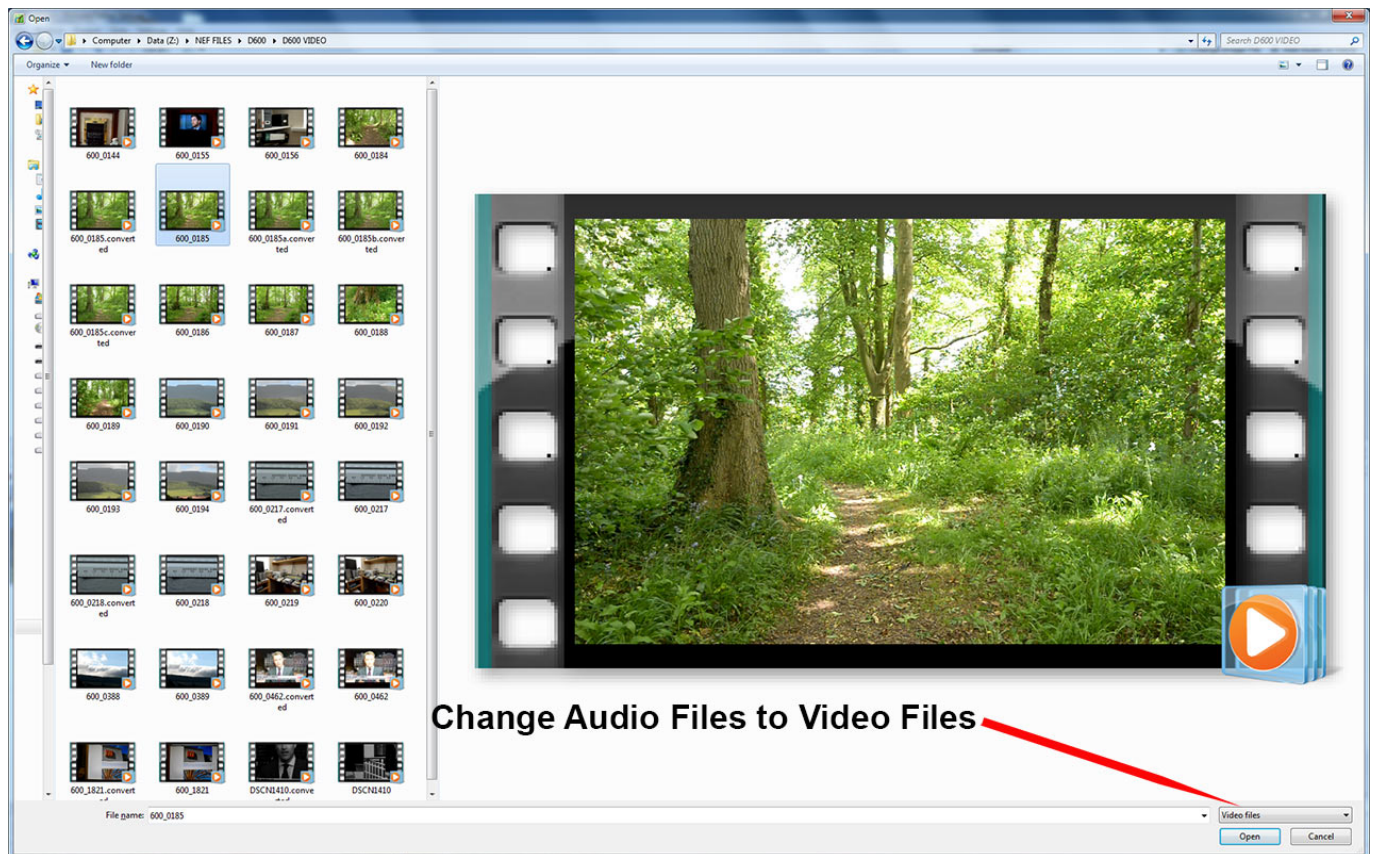 Open
Computer Data (Z:) NEF FILES D600 D600 VIDEO
Search D600 VIDEO
Organize
New folder
600_0144
600_0155
600_0156
600_0184
600_0185.convert
ed
600_0185
600_0185a.conver
ted
600_0185b.conver
ted
600_0185c.conver
ted
600_0186
600_0187
600_0188
600_0189
600_0190
600_0191
600_0192
600_0193
600_0194
600_0217.convert
ed
600_0217
600_0218.convert
ed
600_0218
600_0219
600_0220
600_0388
600_0389
600_0462.convert
ed
600_0462
Change Audio Files to Video Files
600_1821.convert
600_1821
DSCN1410.conve
DSCN1410
File name: 600_0185
Video files
Open
Cancel